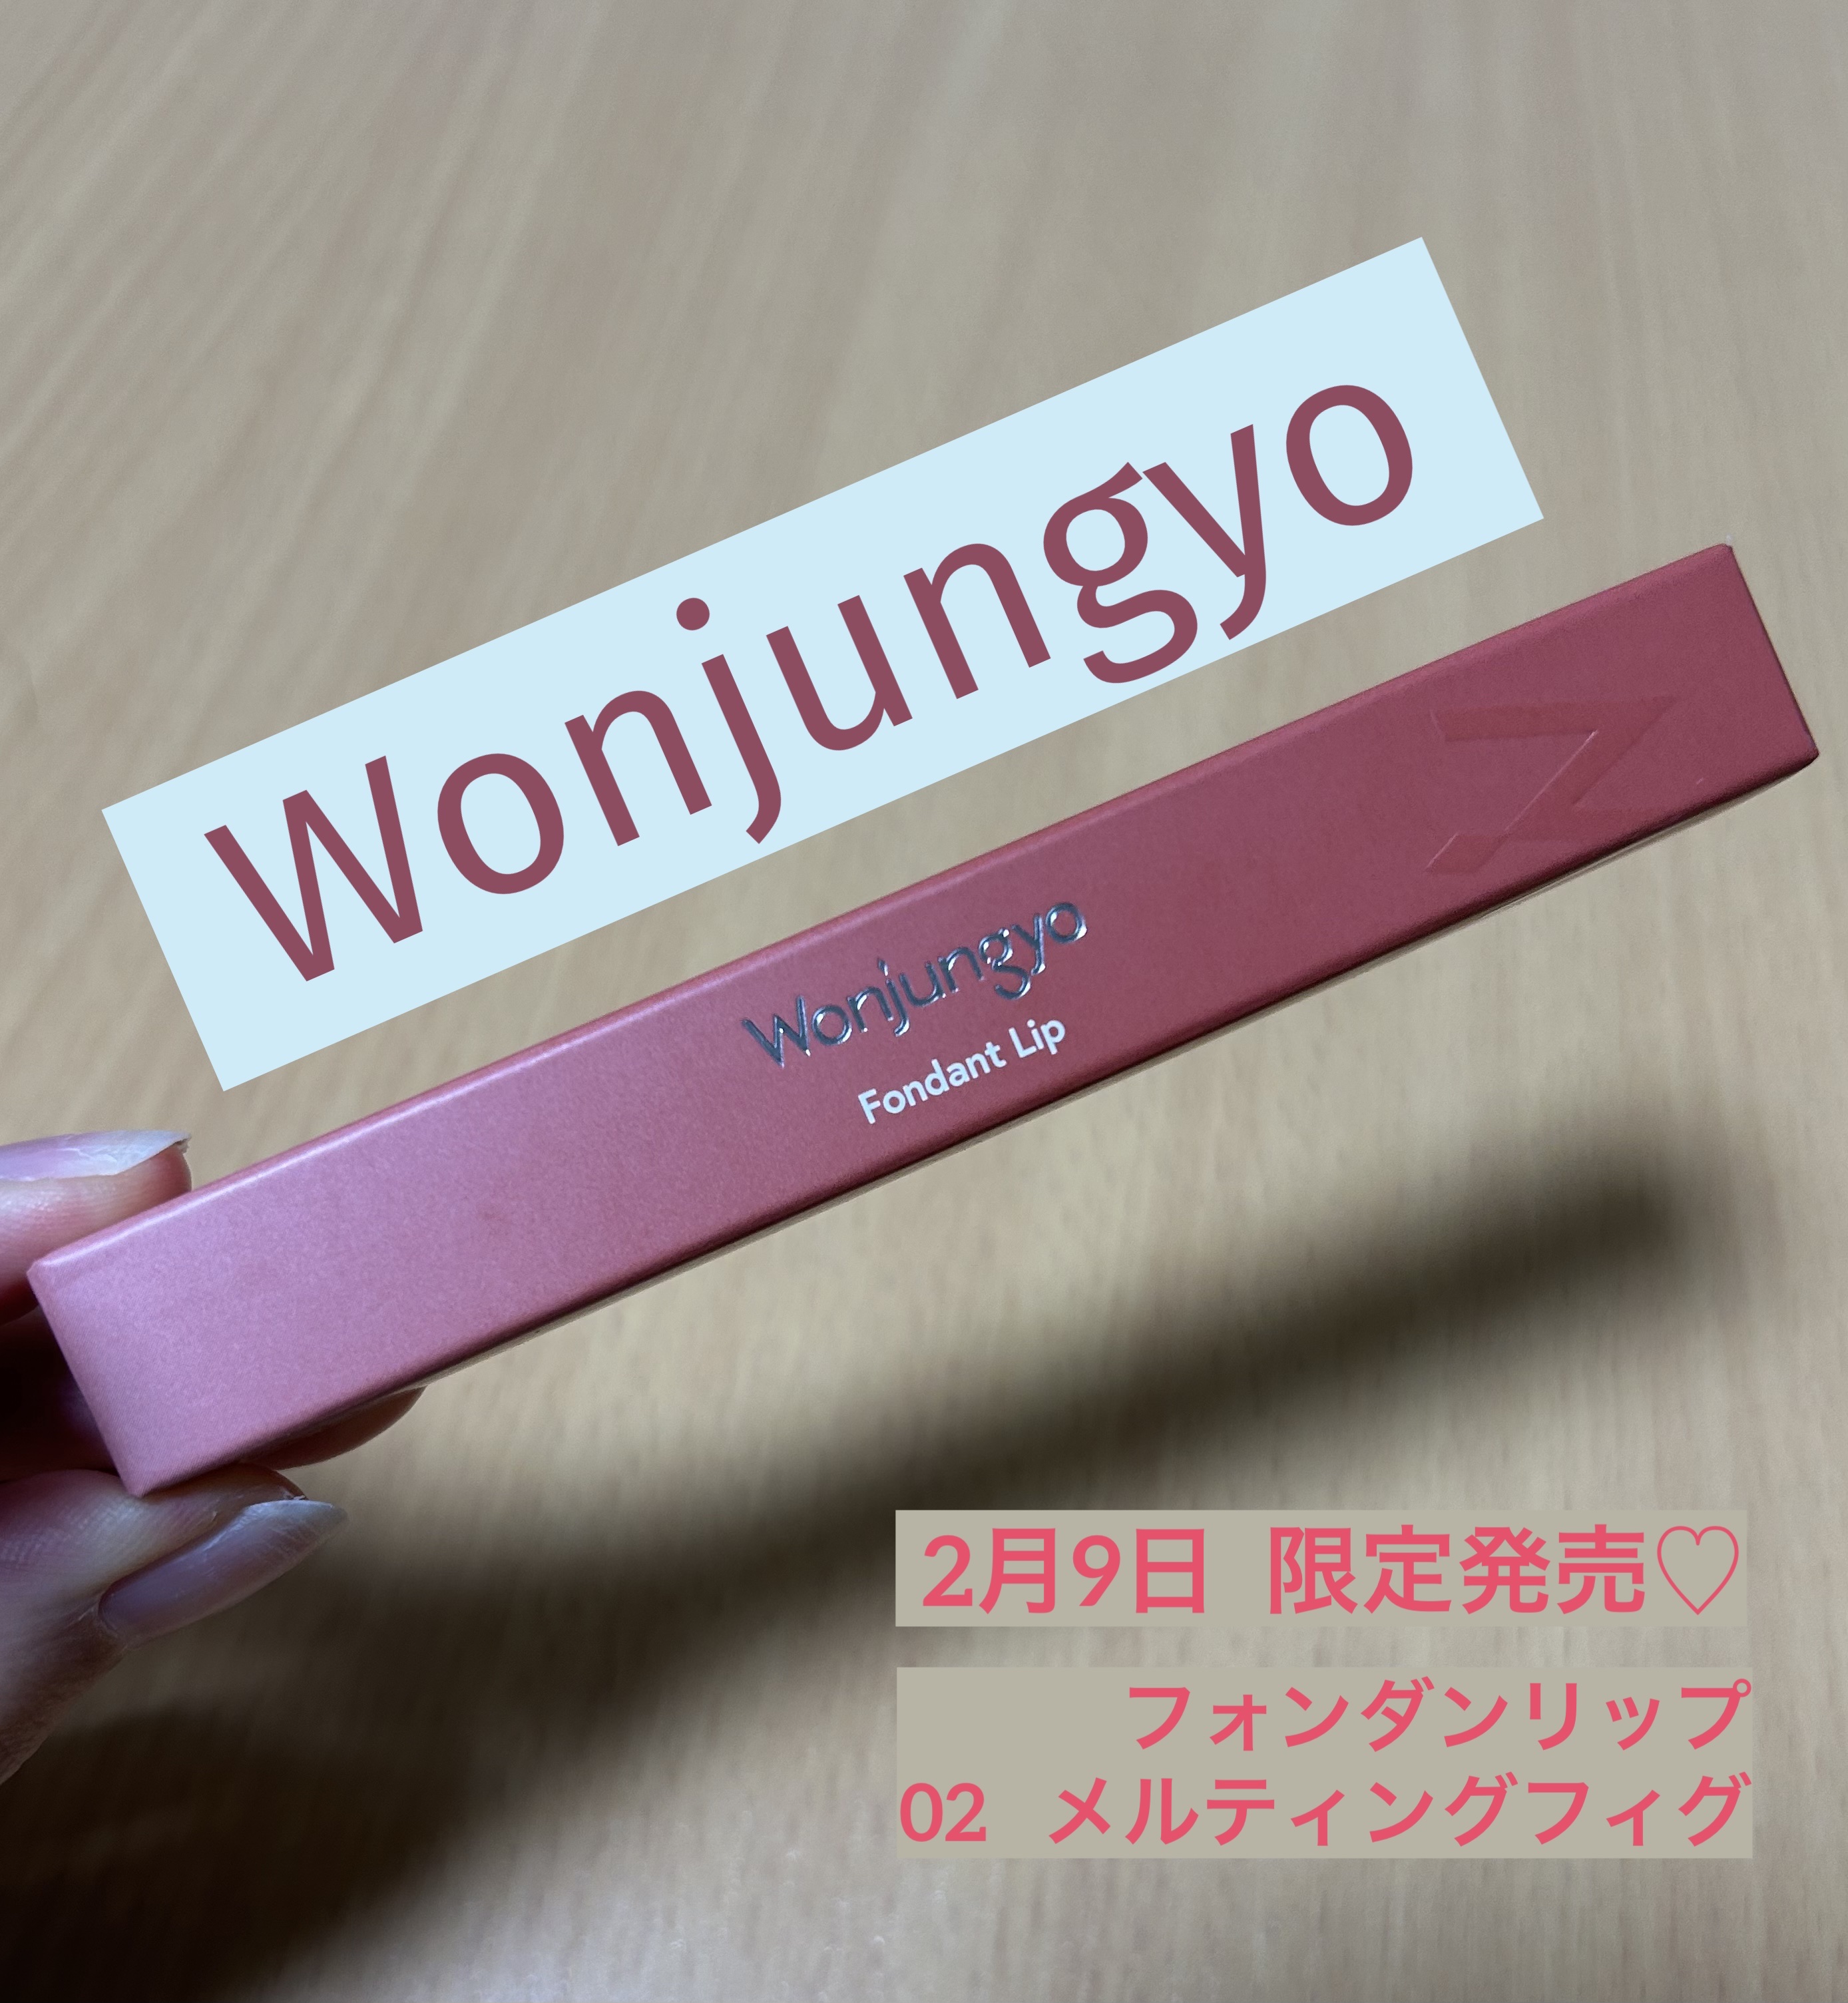 Wonjungyo
Wonjungyo
Fondant Lip
2月9日 限定発売♡
フォンダンリップ
02 メルティングフィグ